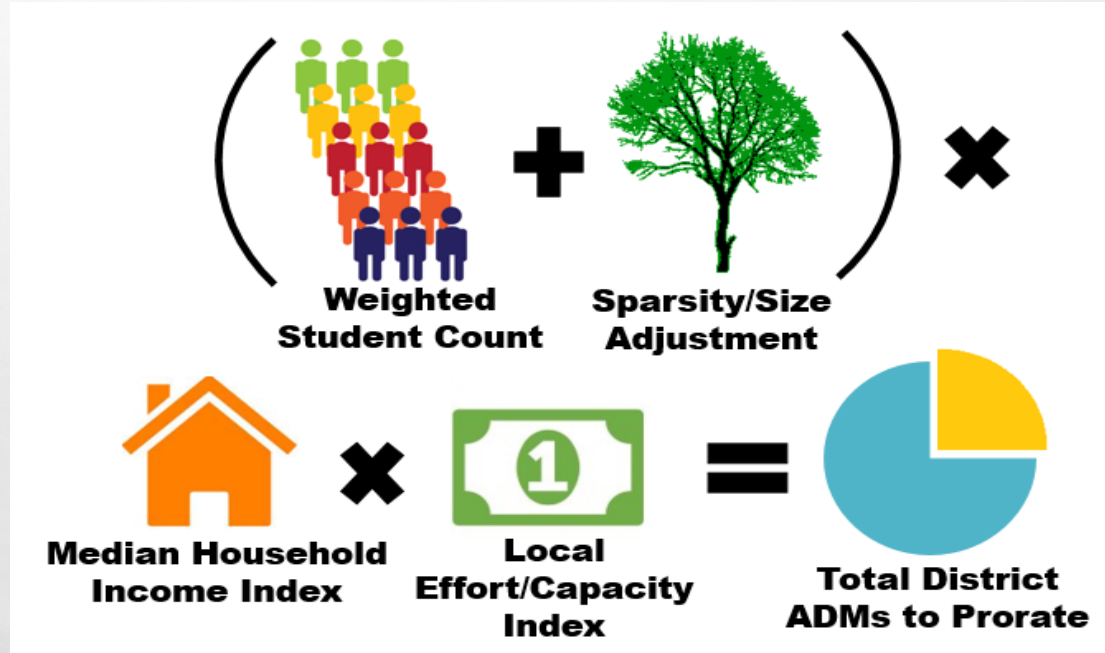 Weighted
Student Count
Sparsity/Size
Adjustment
1
Median Household
Income Index
Local
Effort/Capacity
Index
Total District
ADMs to Prorate